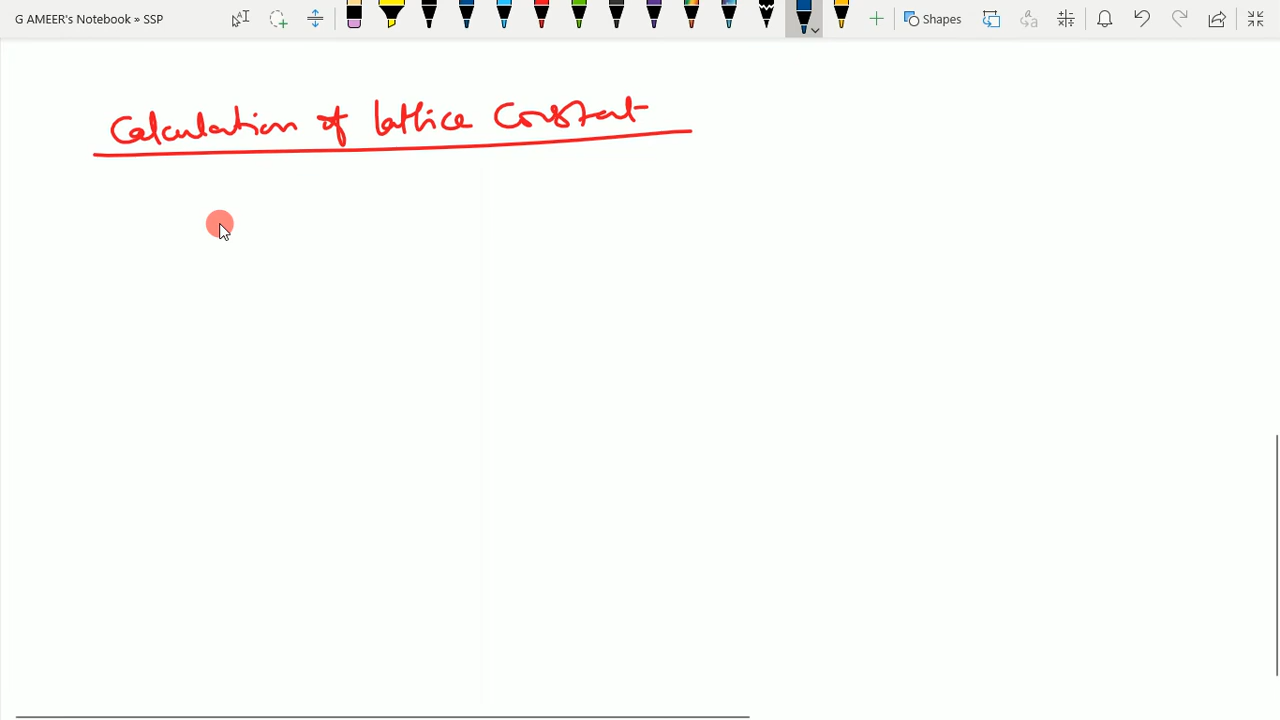 G AMEER's Notebook » SSP
Shapes
Calculation of lattice Constant